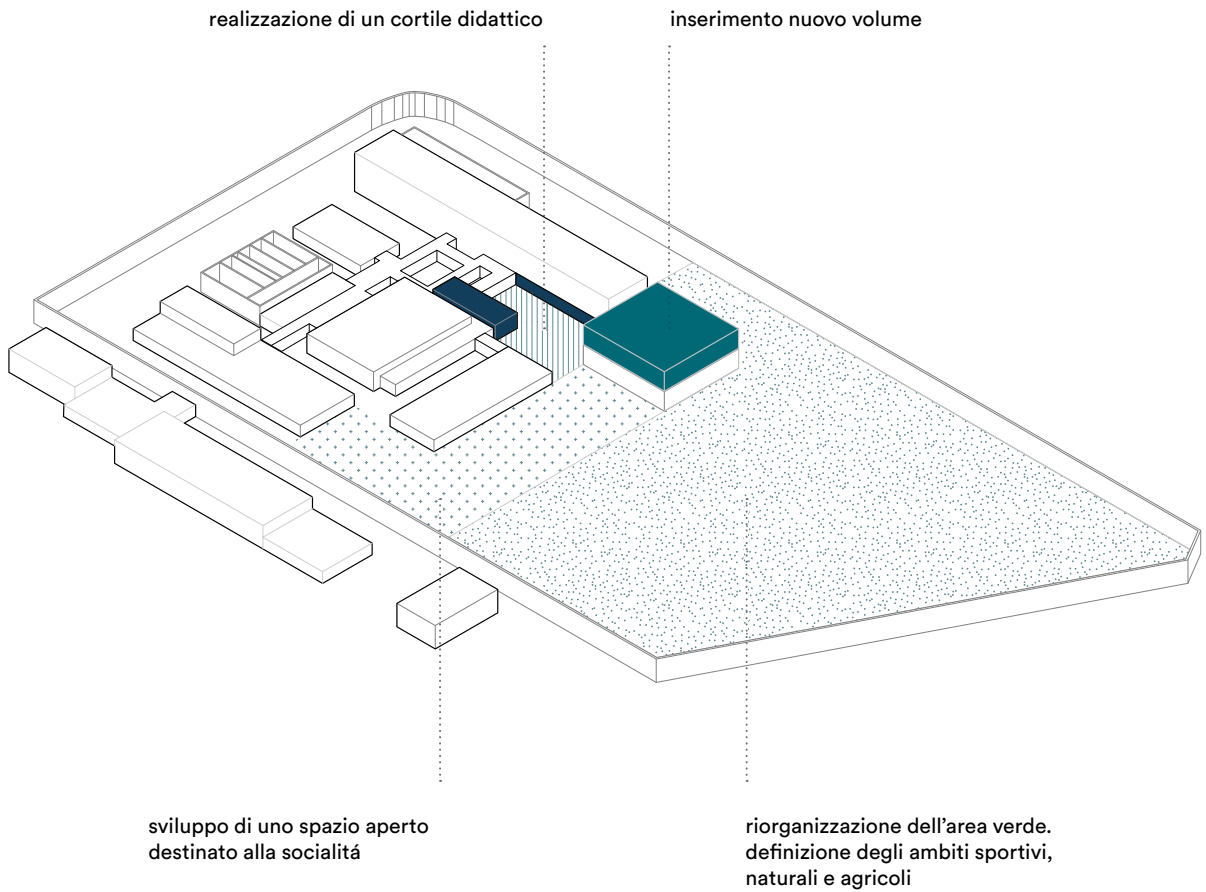 realizzazione di un cortile didattico
inserimento nuovo volume
sviluppo di uno spazio aperto
destinato alla socialitá
riorganizzazione dell’area verde.
definizione degli ambiti sportivi,
naturali e agricoli